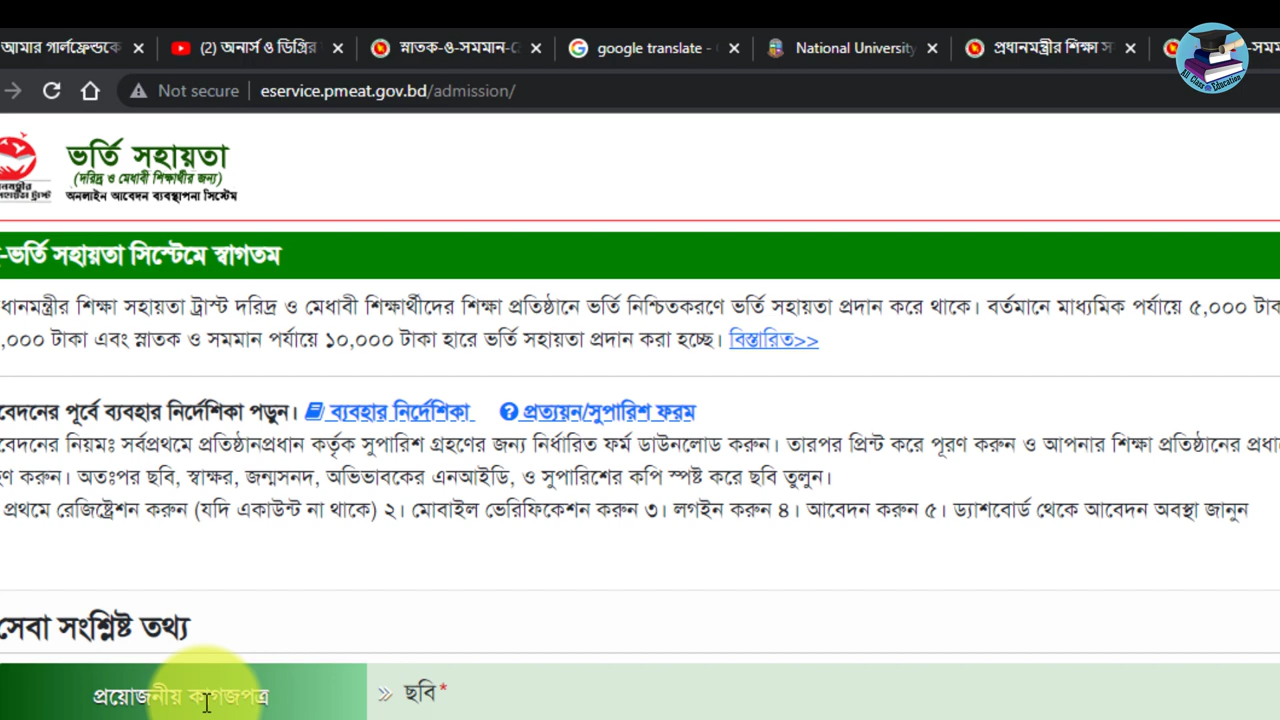 আমার গার্লফ্রেন্ডকে
(2) অনার্স ও ডিগ্রির
স্নাতক-ও-সমমান-
google translate -
National University
প্রধানমন্ত্রীর শিক্ষা স
All Class Education
Not secure
eservice.pmeat.gov.bd/admission/
ভর্তি সহায়তা
(দরিদ্র ও মেধাবী শিক্ষার্থীর জন্য)
অনলাইন আবেদন ব্যবস্থাপনা সিস্টেম
-ভর্তি সহায়তা সিস্টেমে স্বাগতম
ধানমন্ত্রীর শিক্ষা সহায়তা ট্রাস্ট দরিদ্র ও মেধাবী শিক্ষার্থীদের শিক্ষা প্রতিষ্ঠানে ভর্তি নিশ্চিতকরণে ভর্তি সহায়তা প্রদান করে থাকে। বর্তমানে মাধ্যমিক পর্যায়ে ৫,০০০ টাকা
,০০০ টাকা এবং স্নাতক ও সমমান পর্যায়ে ১০,০০০ টাকা হারে ভর্তি সহায়তা প্রদান করা হচ্ছে। বিস্তারিত>>
বেদনের পূর্বে ব্যবহার নির্দেশিকা পড়ুন। ব্যবহার নির্দেশিকা প্রত্যয়ন/সুপারিশ ফরম
বেদনের নিয়মঃ সর্বপ্রথমে প্রতিষ্ঠানপ্রধান কর্তৃক সুপারিশ গ্রহণের জন্য নির্ধারিত ফর্ম ডাউনলোড করুন। তারপর প্রিন্ট করে পূরণ করুন ও আপনার শিক্ষা প্রতিষ্ঠানের প্রধা
হণ করুন। অতঃপর ছবি, স্বাক্ষর, জন্মসনদ, অভিভাবকের এনআইডি, ও সুপারিশের কপি স্পষ্ট করে ছবি তুলুন।
প্রথমে রেজিষ্ট্রেশন করুন (যদি একাউন্ট না থাকে) ২। মোবাইল ভেরিফিকেশন করুন ৩। লগইন করুন ৪। আবেদন করুন ৫। ড্যাশবোর্ড থেকে আবেদন অবস্থা জানুন
সেবা সংশ্লিষ্ট তথ্য
প্রয়োজনীয় কাগজপত্র
» ছবি*